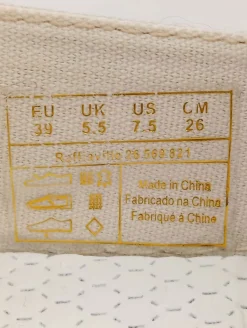 EU UK US CM
39 5.5 7.5 26
Made in China
Fabricado na China
Fabriqué à Chine